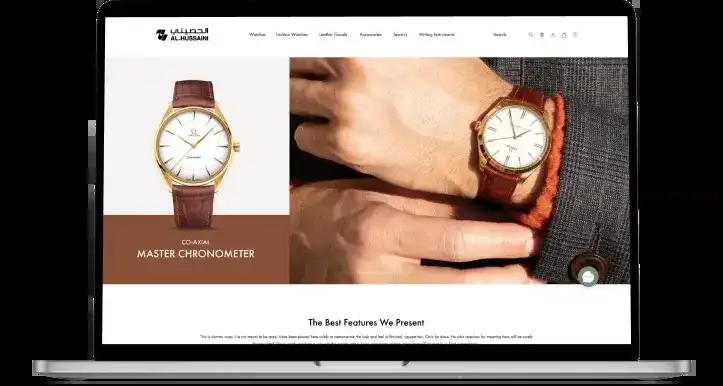 الحصيني
AL.HUSSAINI
Watches Fashion Watches Leather Goods Accessories Jewelry Writing Instruments
OMEGA
CO-AXIAL
MASTER CHRONOMETER
The Best Features We Present
This is dummy copy. It is not meant to be read. It has been placed here solely to demonstrate the look and feel of finished, typeset text. Only for show. He who searches for meaning here will be sorely